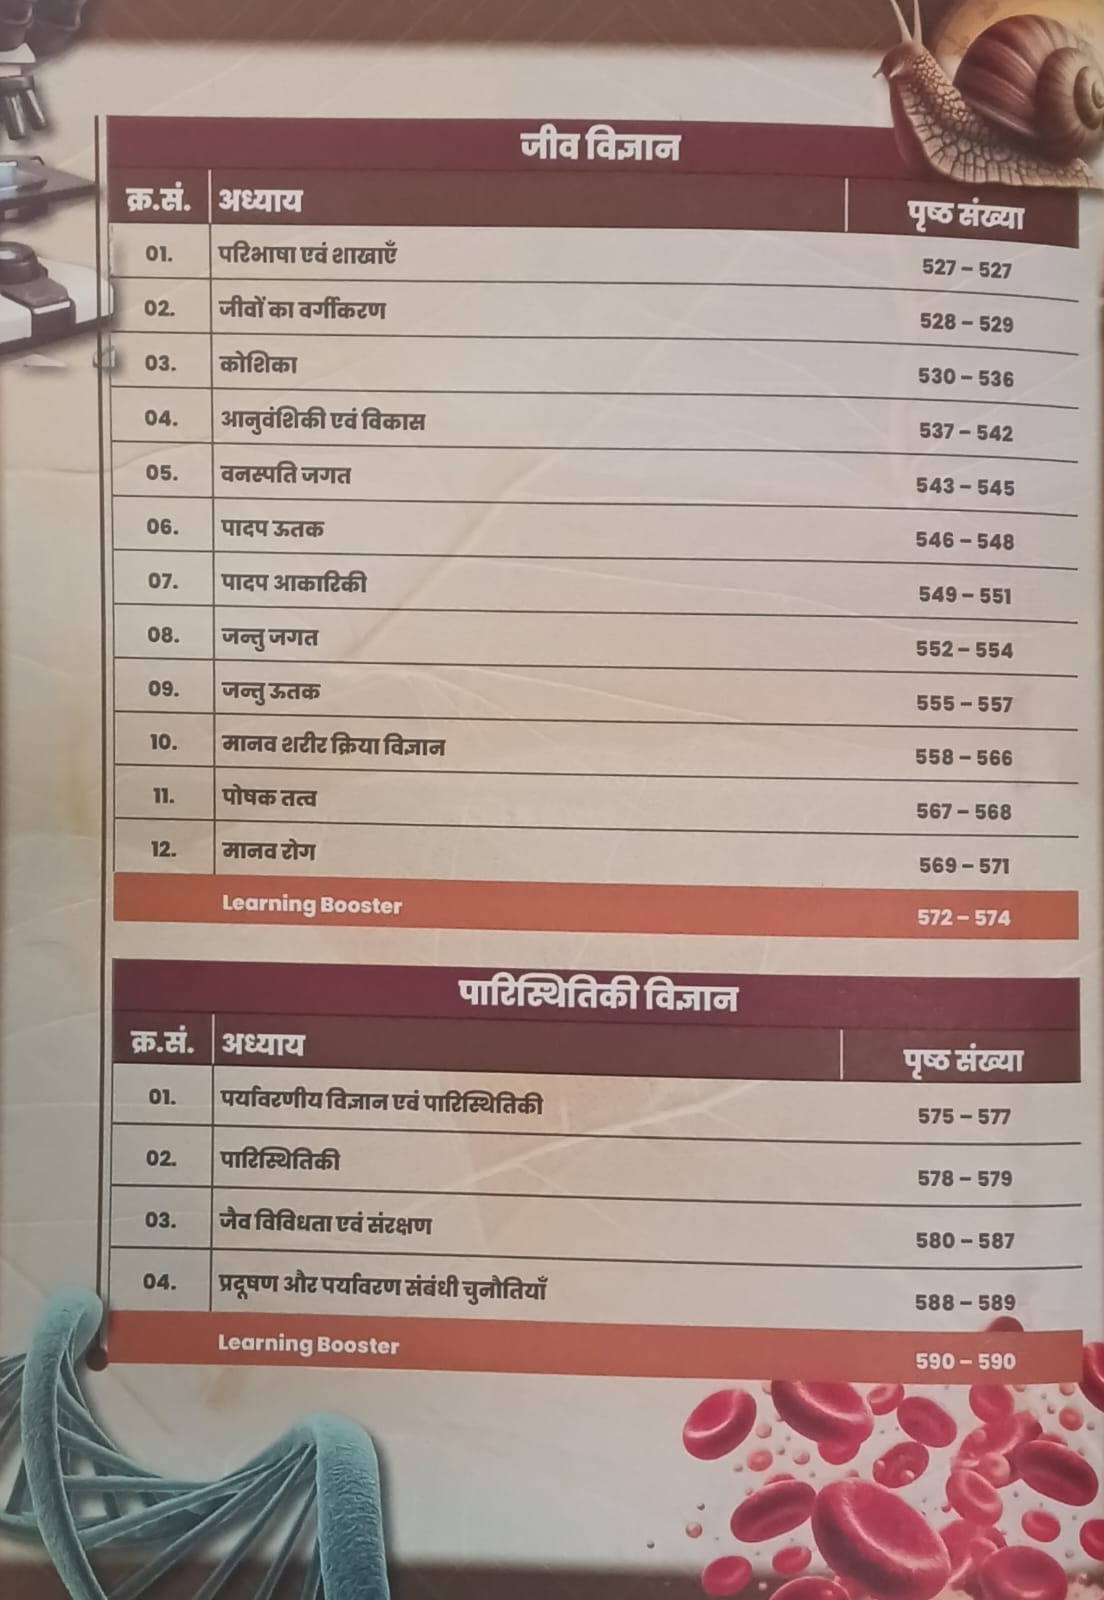 जीव विज्ञान
क्र.सं. अध्याय पृष्ठ संख्या
01. परिभाषा एवं शाखाएँ 527 – 527
02. जीवों का वर्गीकरण 528 – 529
03. कोशिका 530 – 536
04. आनुवंशिकी एवं विकास 537 – 542
05. वनस्पति जगत 543 – 545
06. पादप ऊतक 546 – 548
07. पादप आकारिकी 549 – 551
08. जन्तु जगत 552 – 554
09. जन्तु ऊतक 555 – 557
10. मानव शरीर क्रिया विज्ञान 558 – 566
11. पोषक तत्व 567 – 568
12. मानव रोग 569 – 571
Learning Booster 572 – 574
पारिस्थितिकी विज्ञान
क्र.सं. अध्याय पृष्ठ संख्या
01. पर्यावरणीय विज्ञान एवं पारिस्थितिकी 575 – 577
02. पारिस्थितिकी 578 – 579
03. जैव विविधता एवं संरक्षण 580 – 587
04. प्रदूषण और पर्यावरण संबंधी चुनौतियाँ 588 – 589
Learning Booster 590 – 590